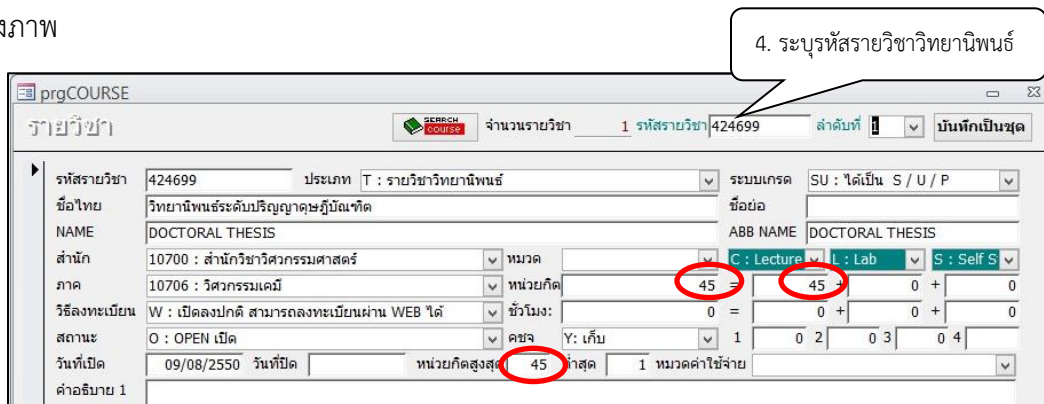 งภาพ
4. ระบุรหัสรายวิชาวิทยานิพนธ์
prgCOURSE
รายวิชา SEARCH course จำนวนรายวิชา 1 รหัสรายวิชา 424699 ลำดับที่ 1 บันทึกเป็นชุด
รหัสรายวิชา 424699 ประเภท T : รายวิชาวิทยานิพนธ์ ระบบเกรด SU : ได้เป็น S / U / P
ชื่อไทย วิทยานิพนธ์ระดับปริญญาดุษฎีบัณฑิต ชื่อย่อ
NAME DOCTORAL THESIS ABB NAME DOCTORAL THESIS
สำนัก 10700 : สำนักวิชาวิศวกรรมศาสตร์ หมวด C : Lecture L : Lab S : Self S
ภาค 10706 : วิศวกรรมเคมี หน่วยกิต 45 = 45 + 0 + 0
วิธีลงทะเบียน W : เปิดลงปกติ สามารถลงทะเบียนผ่าน WEB ได้ ชั่วโมง: 0 = 0 + 0 + 0
สถานะ O : OPEN เปิด คชจ Y: เก็บ 1 0 2 0 3 0 4
วันที่เปิด 09/08/2550 วันที่ปิด หน่วยกิตสูงสุด 45 ต่ำสุด 1 หมวดค่าใช้จ่าย
คำอธิบาย 1